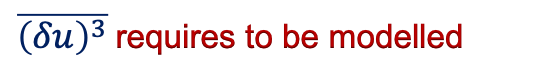 $\overline{(\delta u)^3}$ requires to be modelled